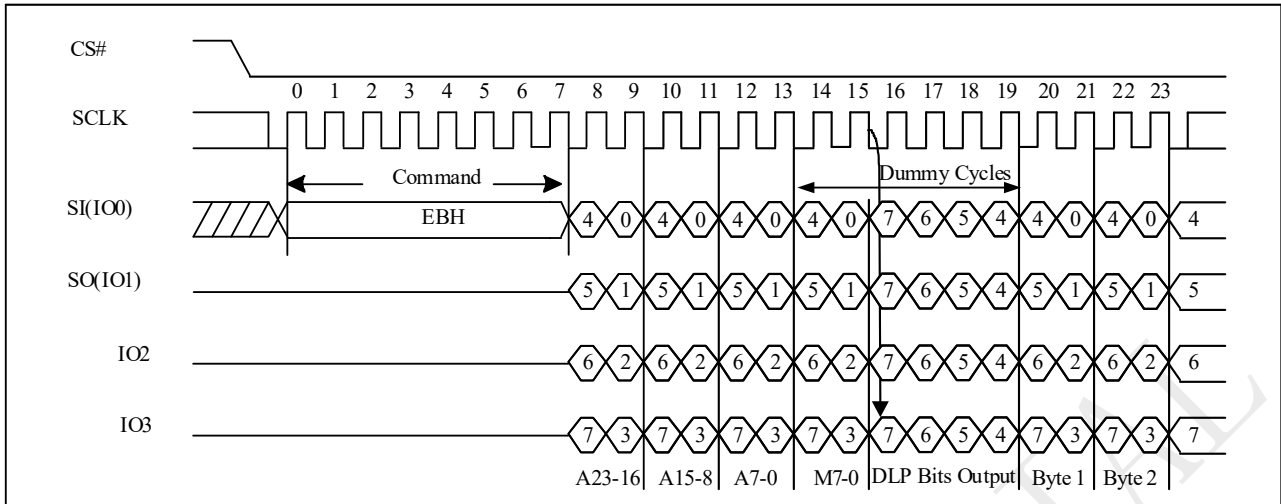 CS#
0 1 2 3 4 5 6 7 8 9 10 11 12 13 14 15 16 17 18 19 20 21 22 23
SCLK
Command
Dummy Cycles
SI(IO0)
EBH
4 0 4 0 4 0 4 0 7 6 5 4 4 0 4 0 4
SO(IO1)
5 1 5 1 5 1 5 1 7 6 5 4 5 1 5 1 5
IO2
6 2 6 2 6 2 6 2 7 6 5 4 6 2 6 2 6
IO3
7 3 7 3 7 3 7 3 7 6 5 4 7 3 7 3 7
A23-16 A15-8 A7-0 M7-0 DLP Bits Output Byte 1 Byte 2